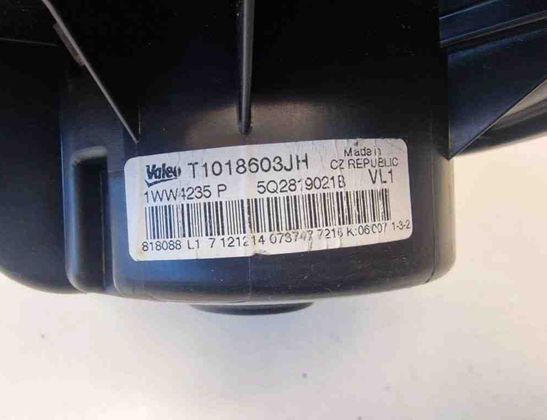 Valeo T1018603JH Made in
CZ REPUBLIC
1WW4235 P 5Q2819021B VL1
818088 L1 7 121214 073747 7216 K:06007 1-3-2